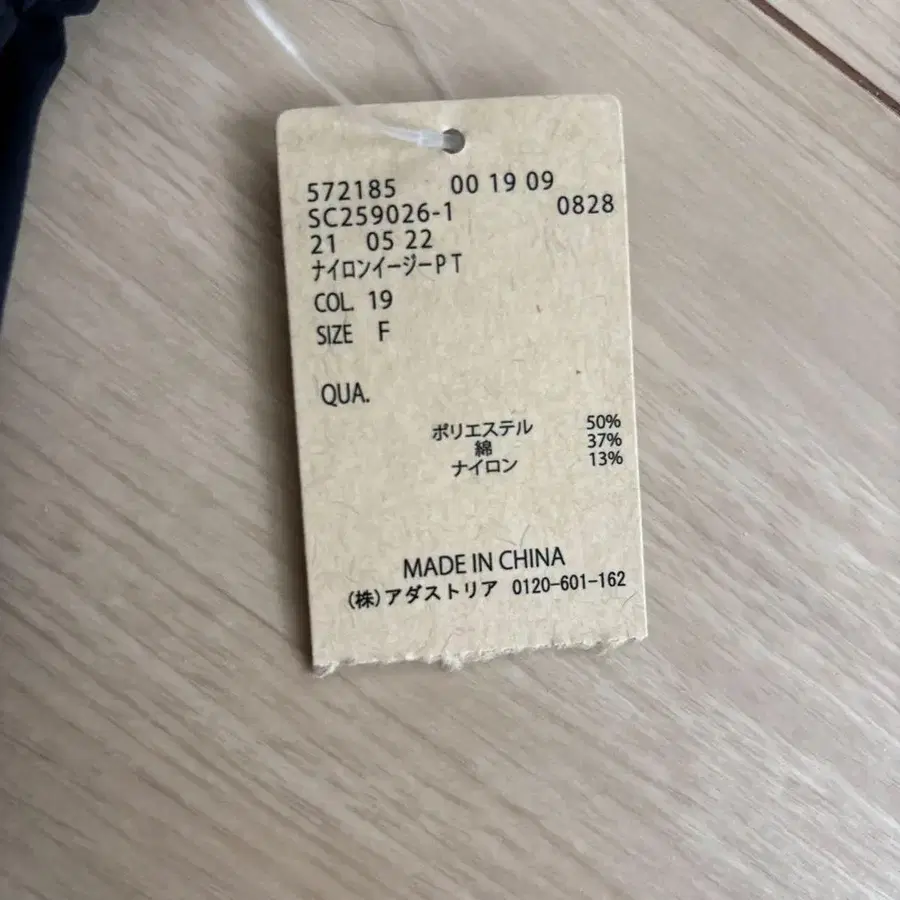 572185 00 19 09
SC259026-1 0828
21 05 22
ナイロンイージーPT
COL. 19
SIZE F
QUA.
ポリエステル 50%
綿 37%
ナイロン 13%
MADE IN CHINA
(株)アダストリア 0120-601-162